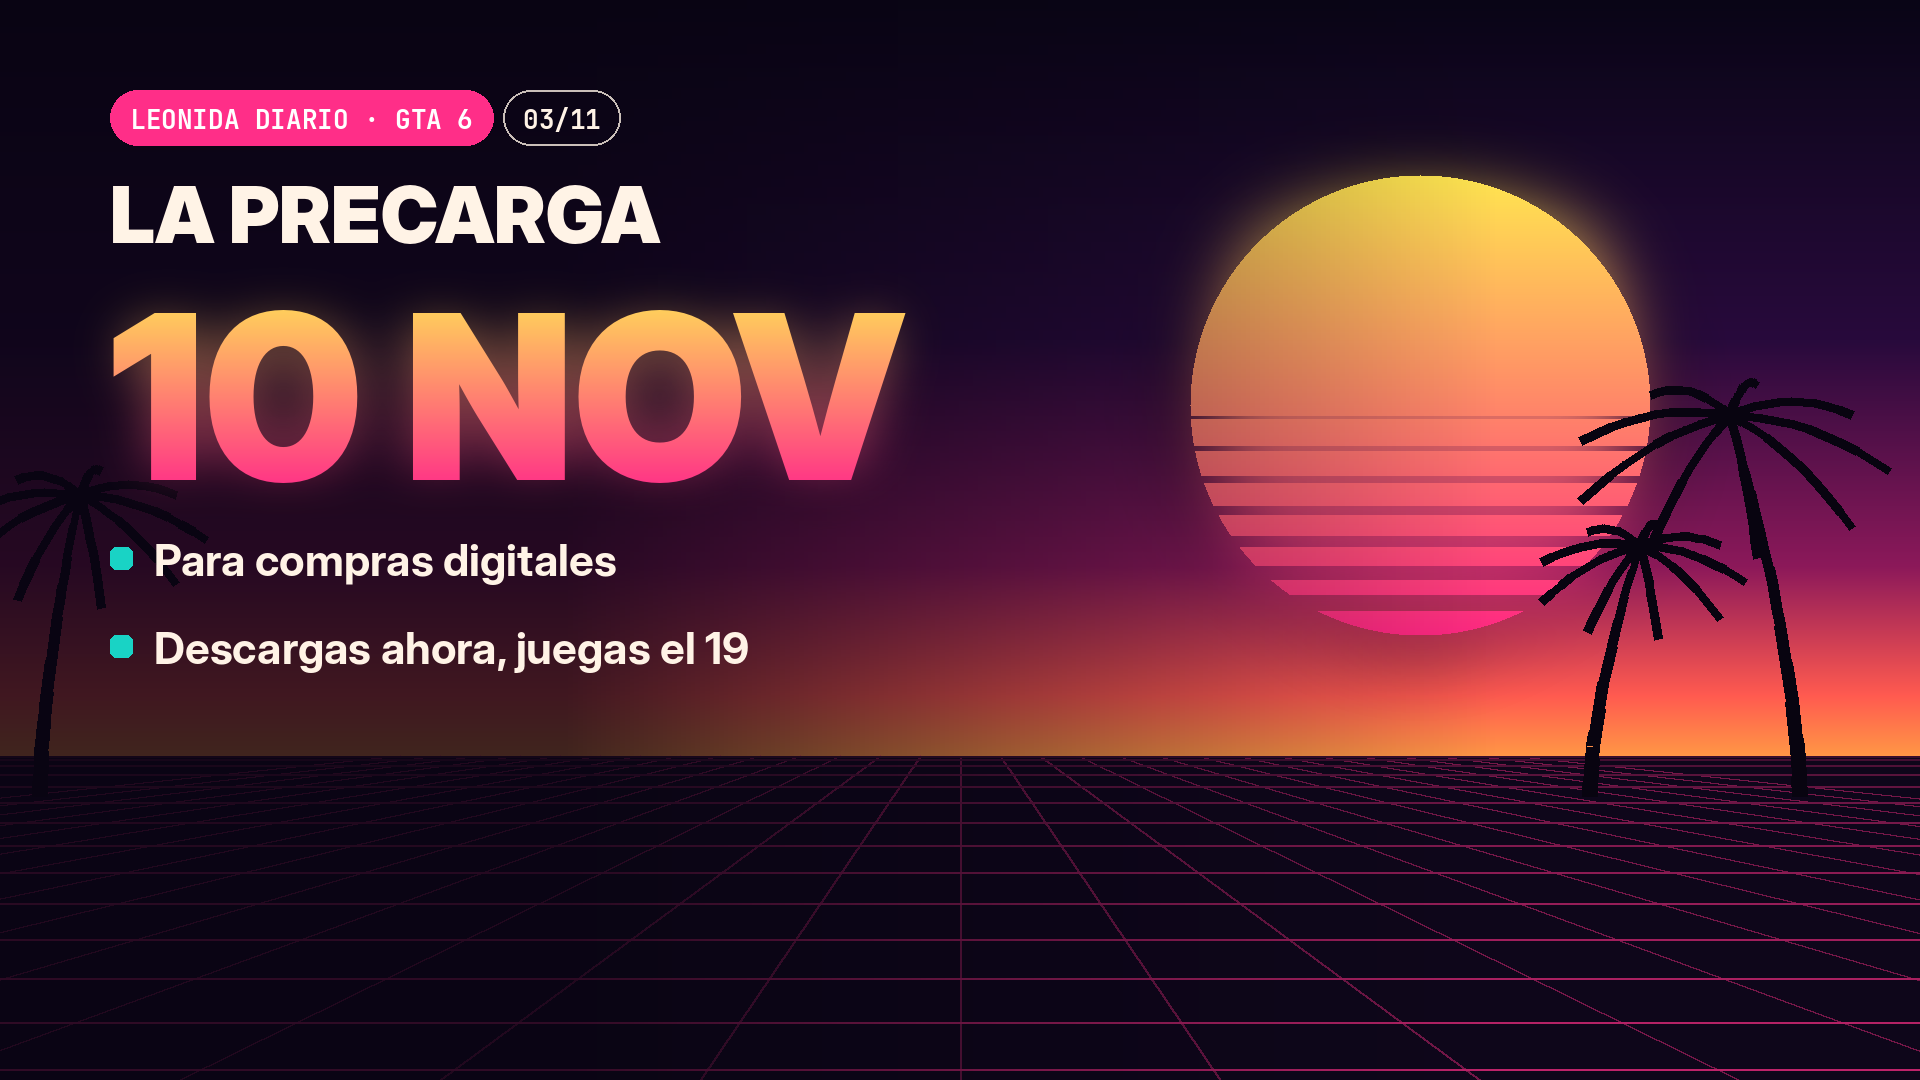 LEONIDA DIARIO · GTA 6 03/11
LA PRECARGA
10 NOV
Para compras digitales
Descargas ahora, juegas el 19